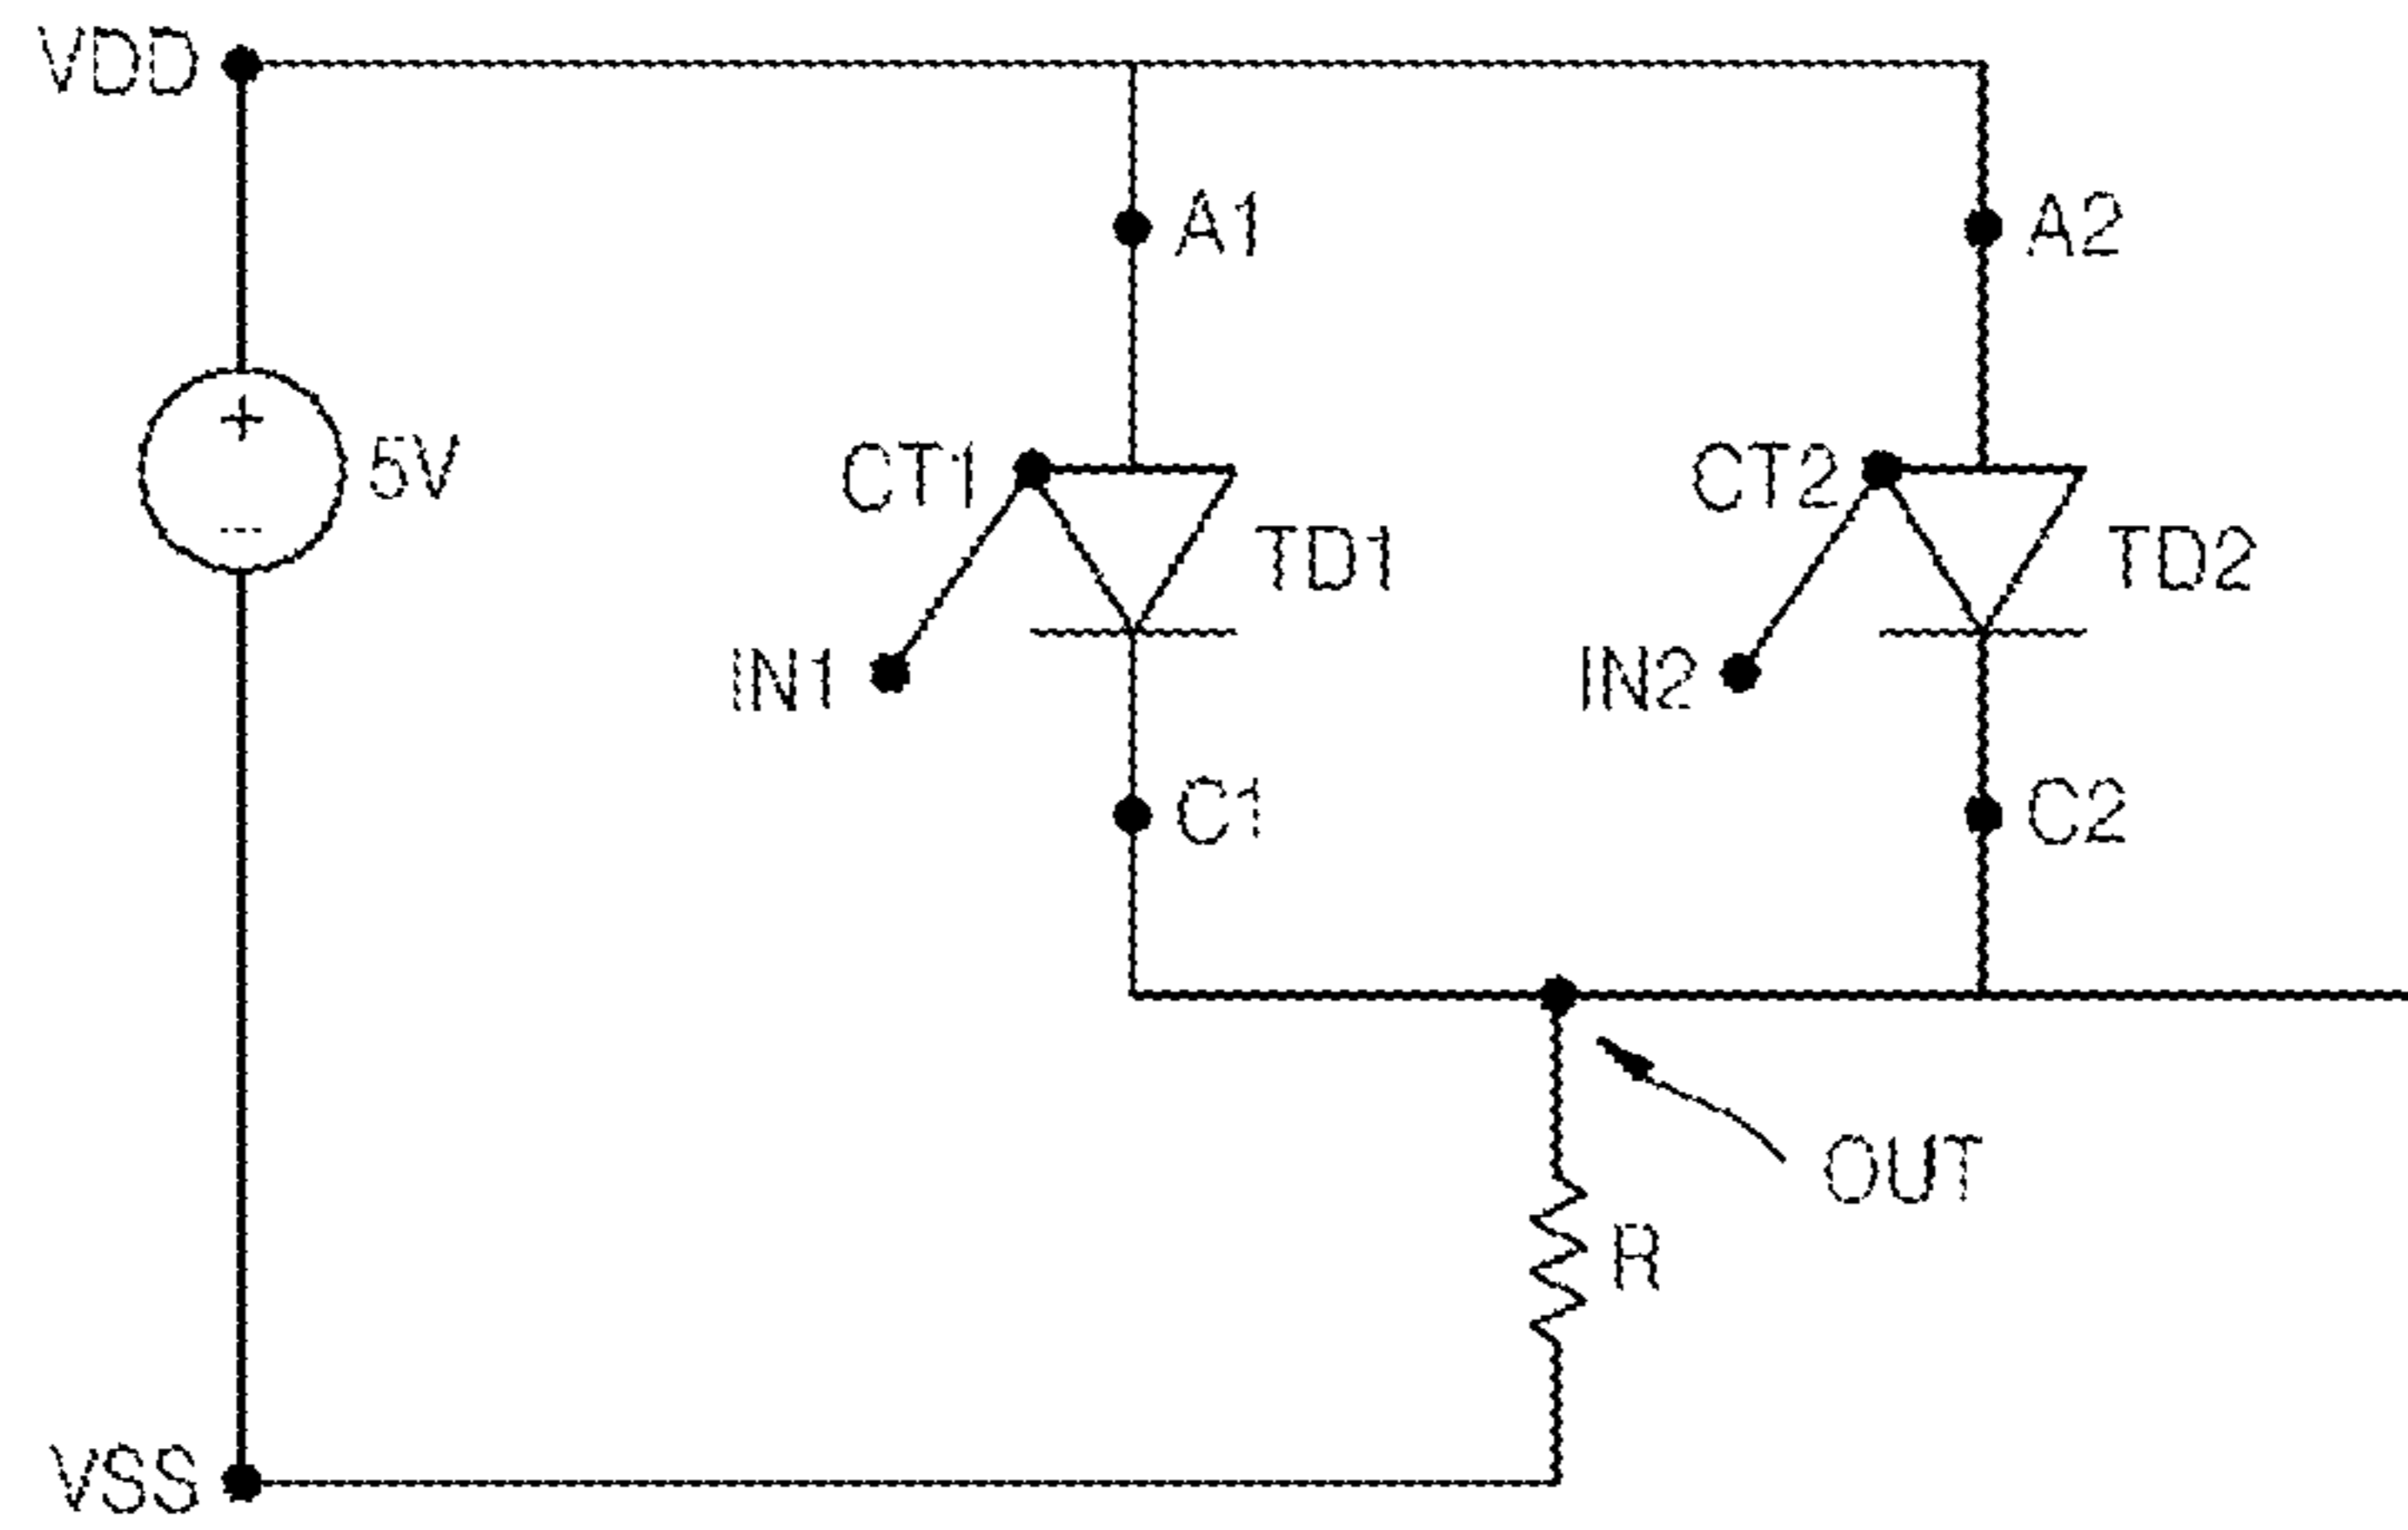 VDD
A1
A2
+
5V
-
CT1
CT2
TD1
TD2
IN1
IN2
C1
C2
OUT
R
VSS